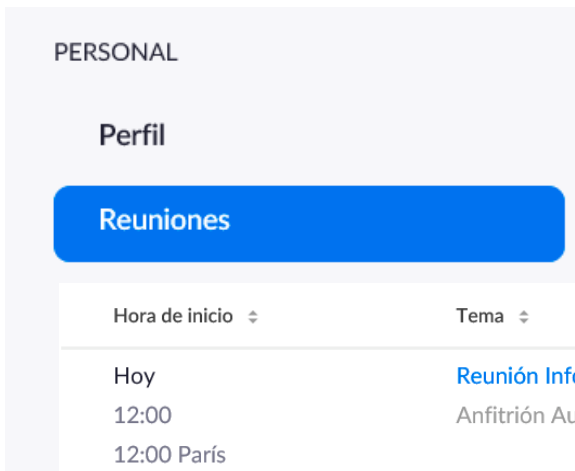 PERSONAL
Perfil
Reuniones
Hora de inicio Tema
Hoy Reunión
12:00 Anfitrión
12:00 París